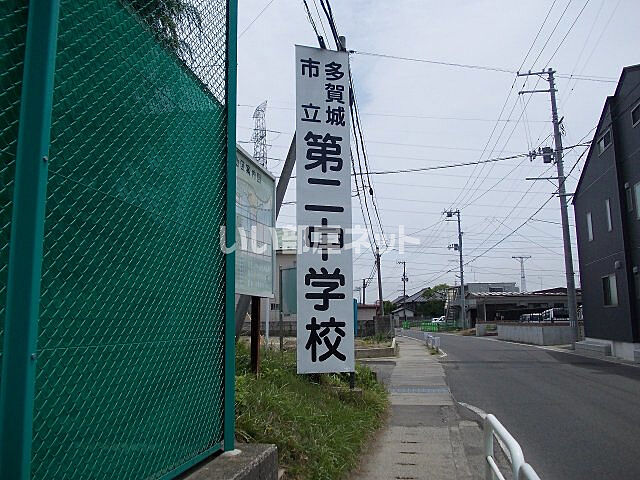 多賀城
市立
第二中学校
いい部屋ネット